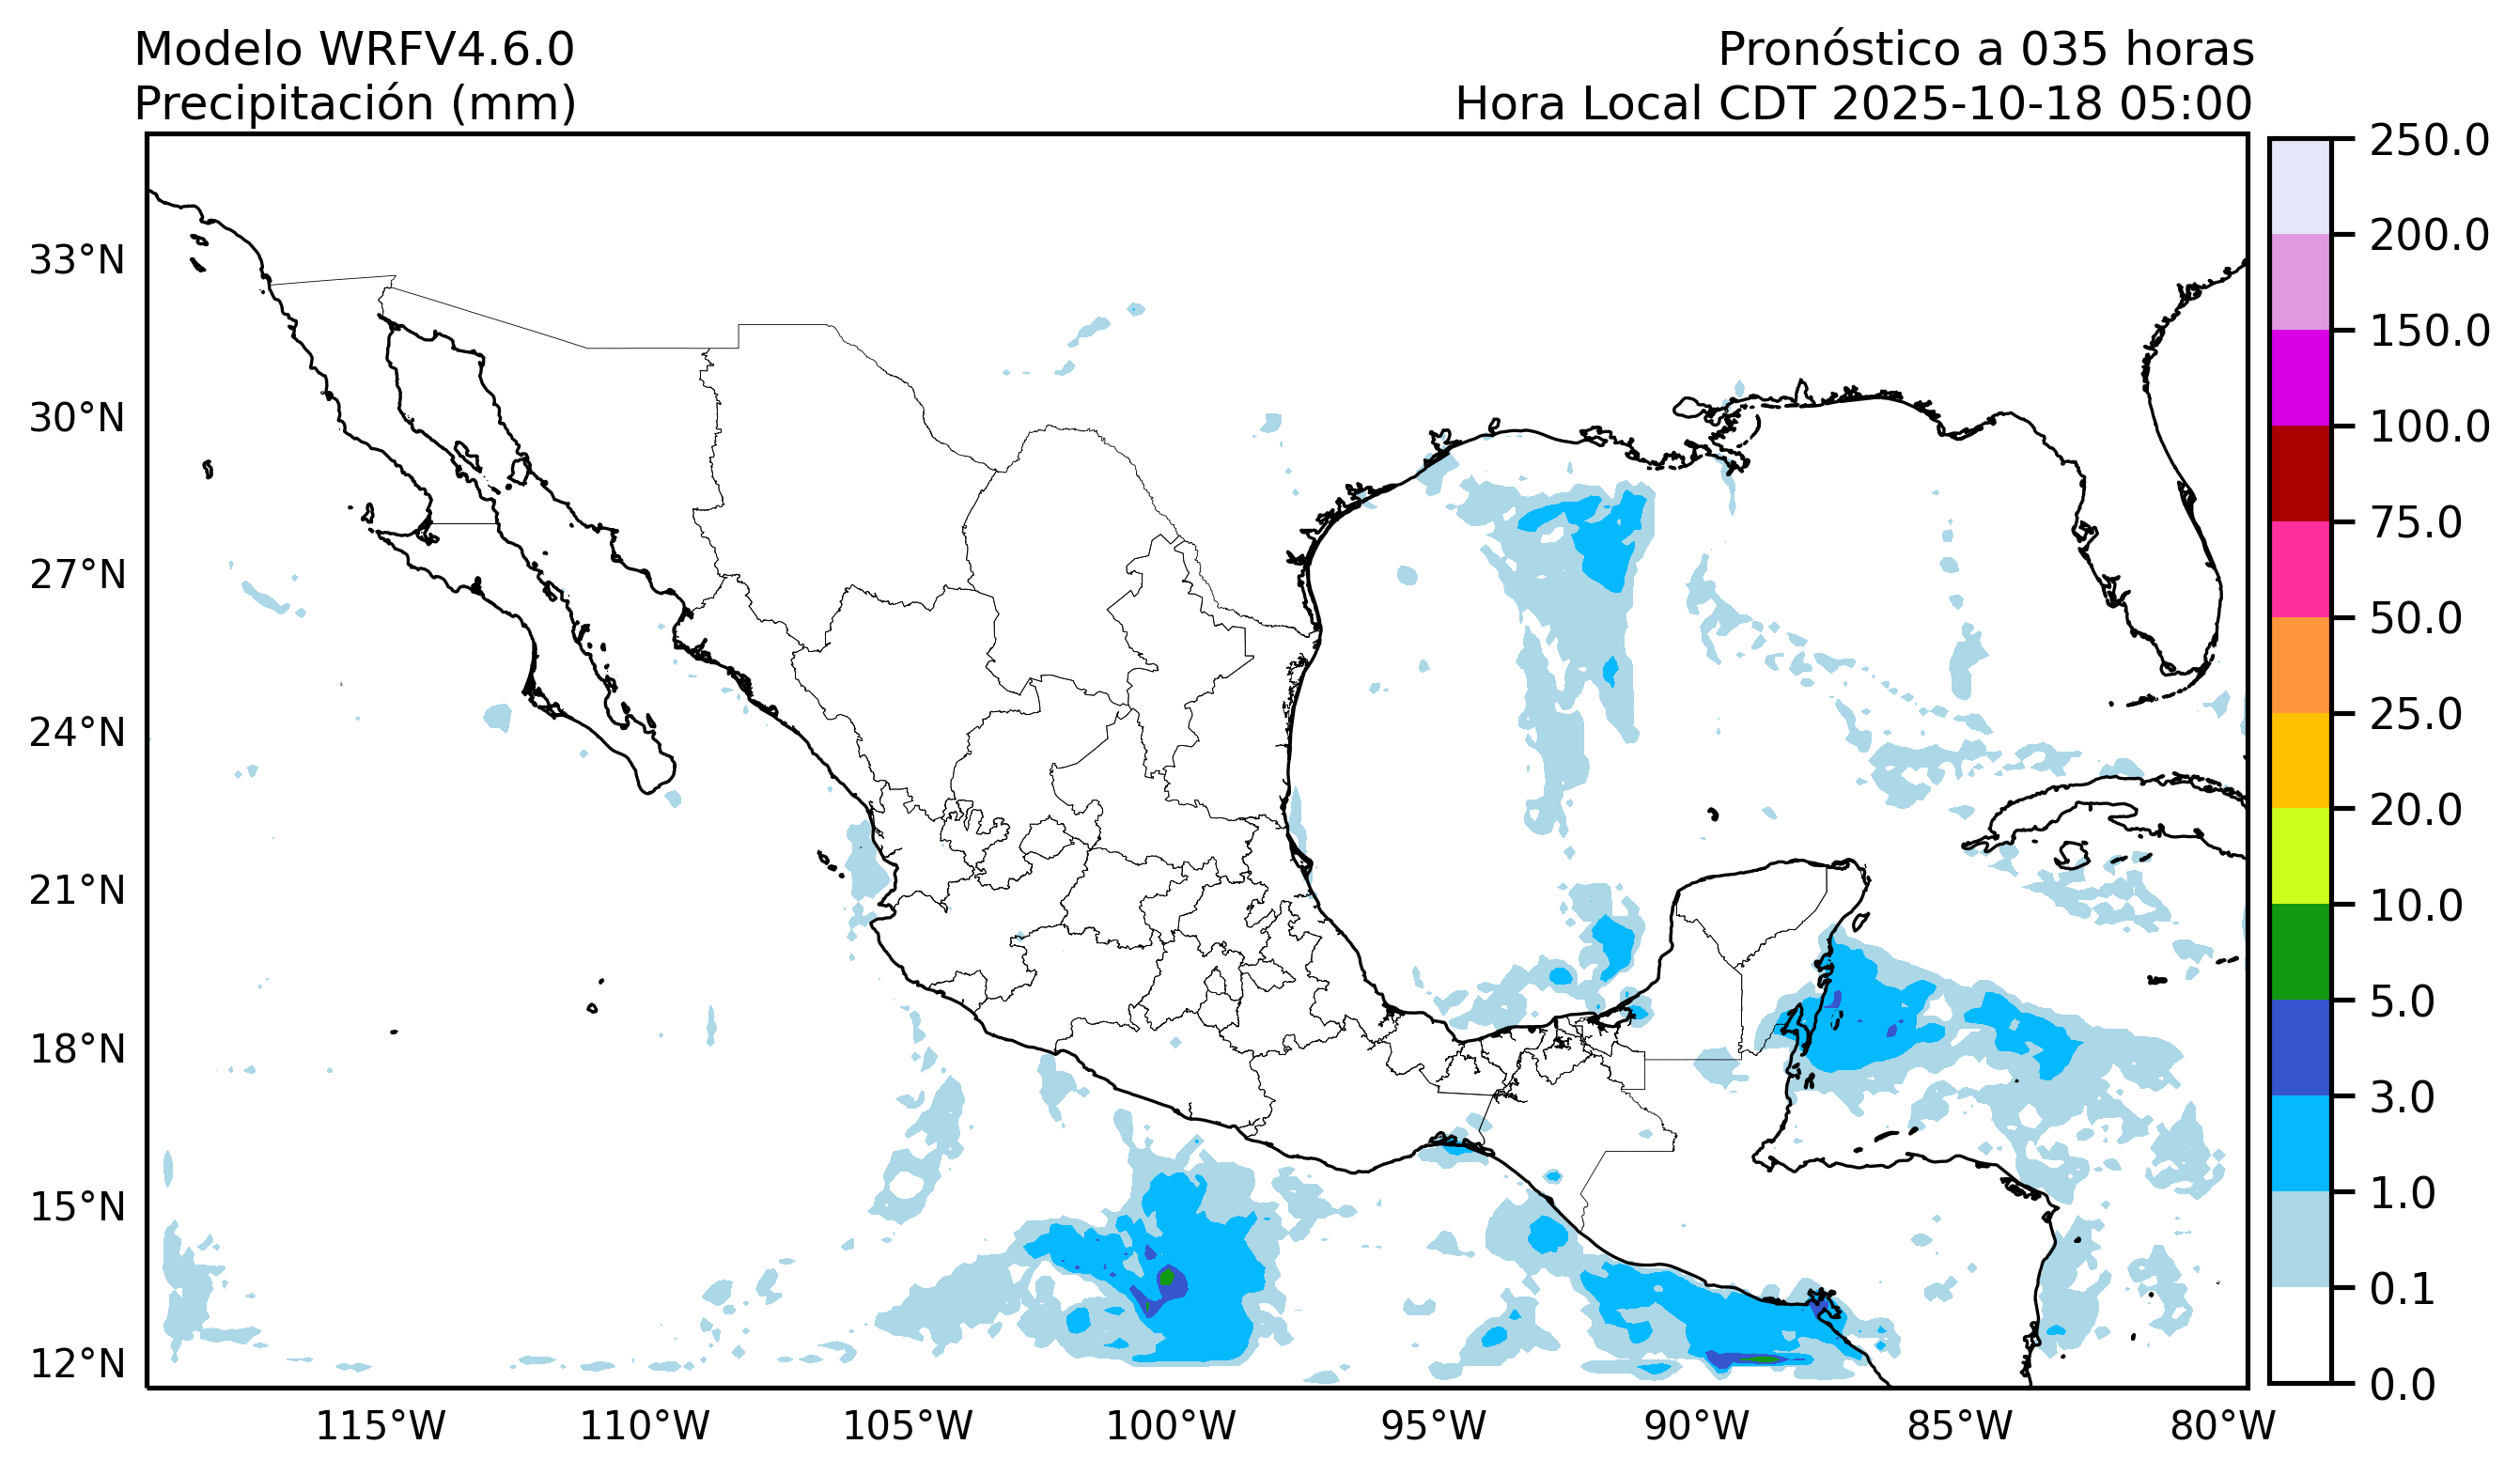 Modelo WRFV4.6.0
Precipitación (mm)
Pronóstico a 035 horas
Hora Local CDT 2025-10-18 05:00
33°N
30°N
27°N
24°N
21°N
18°N
15°N
12°N
115°W
110°W
105°W
100°W
95°W
90°W
85°W
80°W
250.0
200.0
150.0
100.0
75.0
50.0
25.0
20.0
10.0
5.0
3.0
1.0
0.1
0.0